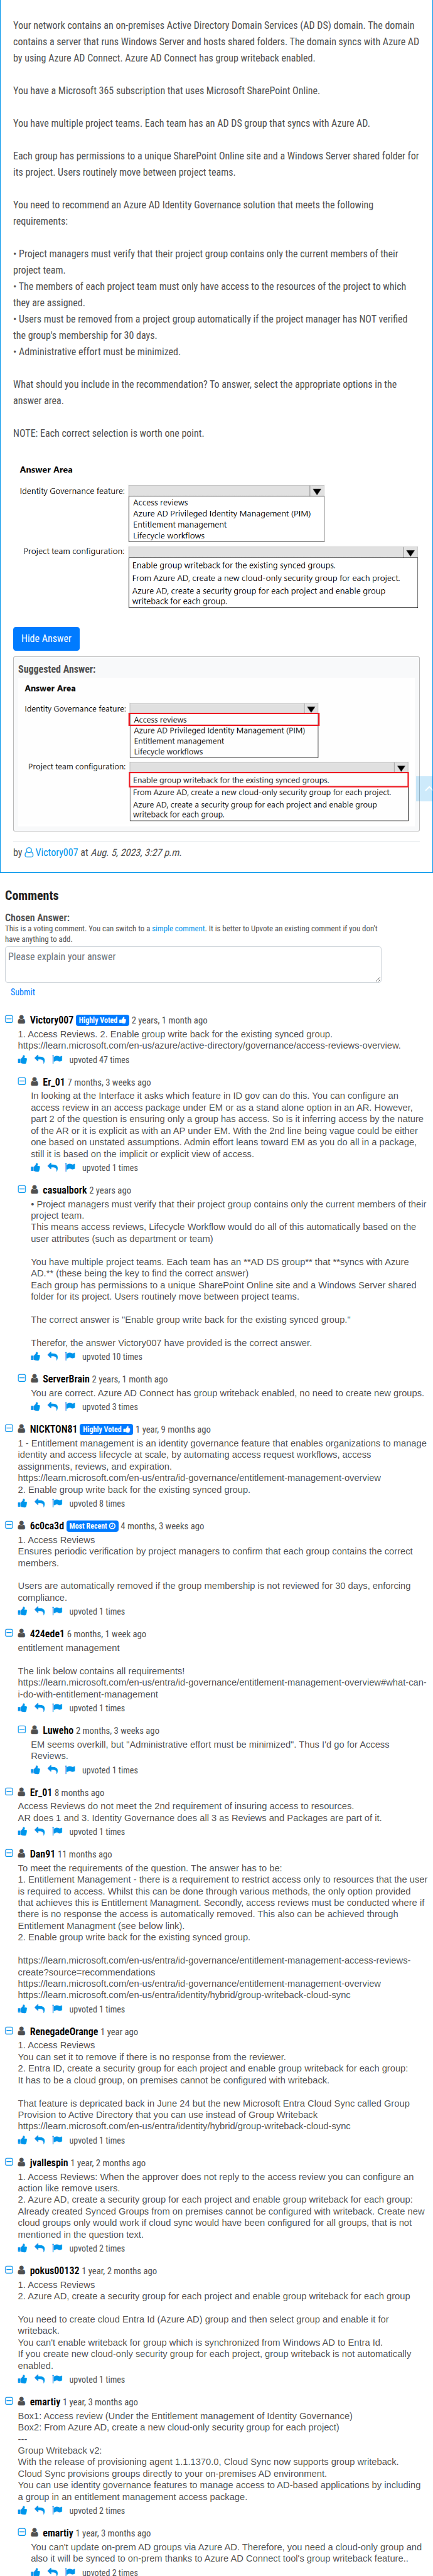 Your network contains an on-premises Active Directory Domain Services (AD DS) domain. The domain
contains a server that runs Windows Server and hosts shared folders. The domain syncs with Azure AD
by using Azure AD Connect. Azure AD Connect has group writeback enabled.
You have a Microsoft 365 subscription that uses Microsoft SharePoint Online.
You have multiple project teams. Each team has an AD DS group that syncs with Azure AD.
Each group has permissions to a unique SharePoint Online site and a Windows Server shared folder for
its project. Users routinely move between project teams.
You need to recommend an Azure AD Identity Governance solution that meets the following
requirements:
• Project managers must verify that their project group contains only the current members of their
project team.
• The members of each project team must only have access to the resources of the project to which
they are assigned.
• Users must be removed from a project group automatically if the project manager has NOT verified
the group's membership for 30 days.
• Administrative effort must be minimized.
What should you include in the recommendation? To answer, select the appropriate options in the
answer area.
NOTE: Each correct selection is worth one point.
Answer Area
Identity Governance feature:
Access reviews
Azure AD Privileged Identity Management (PIM)
Entitlement management
Lifecycle workflows
Project team configuration:
Enable group writeback for the existing synced groups.
From Azure AD, create a new cloud-only security group for each project.
Azure AD, create a security group for each project and enable group
writeback for each group.
Hide Answer
Suggested Answer:
Answer Area
Identity Governance feature:
Access reviews
Azure AD Privileged Identity Management (PIM)
Entitlement management
Lifecycle workflows
Project team configuration:
Enable group writeback for the existing synced groups.
From Azure AD, create a new cloud-only security group for each project.
Azure AD, create a security group for each project and enable group
writeback for each group.
by Victory007 at Aug. 5, 2023, 3:27 p.m.
Comments
Chosen Answer:
This is a voting comment. You can switch to a simple comment. It is better to Upvote an existing comment if you don't
have anything to add.
Please explain your answer
Submit
Victory007 Highly Voted 2 years, 1 month ago
1. Access Reviews. 2. Enable group write back for the existing synced group.
https://learn.microsoft.com/en-us/azure/active-directory/governance/access-reviews-overview.
upvoted 47 times
Er_01 7 months, 3 weeks ago
In looking at the Interface it asks which feature in ID gov can do this. You can configure an
access review in an access package under EM or as a stand alone option in an AR. However,
part 2 of the question is ensuring only a group has access. So is it inferring access by the nature
of the AR or it is explicit as with an AP under EM. With the 2nd line being vague could be either
one based on unstated assumptions. Admin effort leans toward EM as you do all in a package,
still it is based on the implicit or explicit view of access.
upvoted 1 times
casualbork 2 years ago
• Project managers must verify that their project group contains only the current members of their
project team.
This means access reviews, Lifecycle Workflow would do all of this automatically based on the
user attributes (such as department or team)
You have multiple project teams. Each team has an **AD DS group** that **syncs with Azure
AD.** (these being the key to find the correct answer)
Each group has permissions to a unique SharePoint Online site and a Windows Server shared
folder for its project. Users routinely move between project teams.
The correct answer is "Enable group write back for the existing synced group."
Therefor, the answer Victory007 have provided is the correct answer.
upvoted 10 times
ServerBrain 2 years, 1 month ago
You are correct. Azure AD Connect has group writeback enabled, no need to create new groups.
upvoted 3 times
NICKTON81 Highly Voted 1 year, 9 months ago
1 - Entitlement management is an identity governance feature that enables organizations to manage
identity and access lifecycle at scale, by automating access request workflows, access
assignments, reviews, and expiration.
https://learn.microsoft.com/en-us/entra/id-governance/entitlement-management-overview
2. Enable group write back for the existing synced group.
upvoted 8 times
6c0ca3d Most Recent 4 months, 3 weeks ago
1. Access Reviews
Ensures periodic verification by project managers to confirm that each group contains the correct
members.
Users are automatically removed if the group membership is not reviewed for 30 days, enforcing
compliance.
upvoted 1 times
424ede1 6 months, 1 week ago
entitlement management
The link below contains all requirements!
https://learn.microsoft.com/en-us/entra/id-governance/entitlement-management-overview#what-can-
i-do-with-entitlement-management
upvoted 1 times
Luweho 2 months, 3 weeks ago
EM seems overkill, but "Administrative effort must be minimized". Thus I'd go for Access
Reviews.
upvoted 1 times
Er_01 8 months ago
Access Reviews do not meet the 2nd requirement of insuring access to resources.
AR does 1 and 3. Identity Governance does all 3 as Reviews and Packages are part of it.
upvoted 1 times
Dan91 11 months ago
To meet the requirements of the question. The answer has to be:
1. Entitlement Management - there is a requirement to restrict access only to resources that the user
is required to access. Whilst this can be done through various methods, the only option provided
that achieves this is Entitlement Managment. Secondly, access reviews must be conducted where if
there is no response the access is automatically removed. This also can be achieved through
Entitlement Managment (see below link).
2. Enable group write back for the existing synced group.
https://learn.microsoft.com/en-us/entra/id-governance/entitlement-management-access-reviews-
create?source=recommendations
https://learn.microsoft.com/en-us/entra/id-governance/entitlement-management-overview
https://learn.microsoft.com/en-us/entra/identity/hybrid/group-writeback-cloud-sync
upvoted 1 times
RenegadeOrange 1 year ago
1. Access Reviews
You can set it to remove if there is no response from the reviewer.
2. Entra ID, create a security group for each project and enable group writeback for each group:
It has to be a cloud group, on premises cannot be configured with writeback.
That feature is depricated back in June 24 but the new Microsoft Entra Cloud Sync called Group
Provision to Active Directory that you can use instead of Group Writeback
https://learn.microsoft.com/en-us/entra/identity/hybrid/group-writeback-cloud-sync
upvoted 1 times
jvallespin 1 year, 2 months ago
1. Access Reviews: When the approver does not reply to the access review you can configure an
action like remove users.
2. Azure AD, create a security group for each project and enable group writeback for each group:
Already created Synced Groups from on premises cannot be configured with writeback. Create new
cloud groups only would work if cloud sync would have been configured for all groups, that is not
mentioned in the question text.
upvoted 2 times
pokus00132 1 year, 2 months ago
1. Access Reviews
2. Azure AD, create a security group for each project and enable group writeback for each group
You need to create cloud Entra Id (Azure AD) group and then select group and enable it for
writeback.
You can't enable writeback for group which is synchronized from Windows AD to Entra Id.
If you create new cloud-only security group for each project, group writeback is not automatically
enabled.
upvoted 1 times
emartiy 1 year, 3 months ago
Box1: Access review (Under the Entitlement management of Identity Governance)
Box2: From Azure AD, create a new cloud-only security group for each project)
---
Group Writeback v2:
With the release of provisioning agent 1.1.1370.0, Cloud Sync now supports group writeback.
Cloud Sync provisions groups directly to your on-premises AD environment.
You can use identity governance features to manage access to AD-based applications by including
a group in an entitlement management access package.
upvoted 2 times
emartiy 1 year, 3 months ago
You can't update on-prem AD groups via Azure AD. Therefore, you need a cloud-only group and
also it will be synced to on-prem thanks to Azure AD Connect tool's group writeback feature..
upvoted 2 times